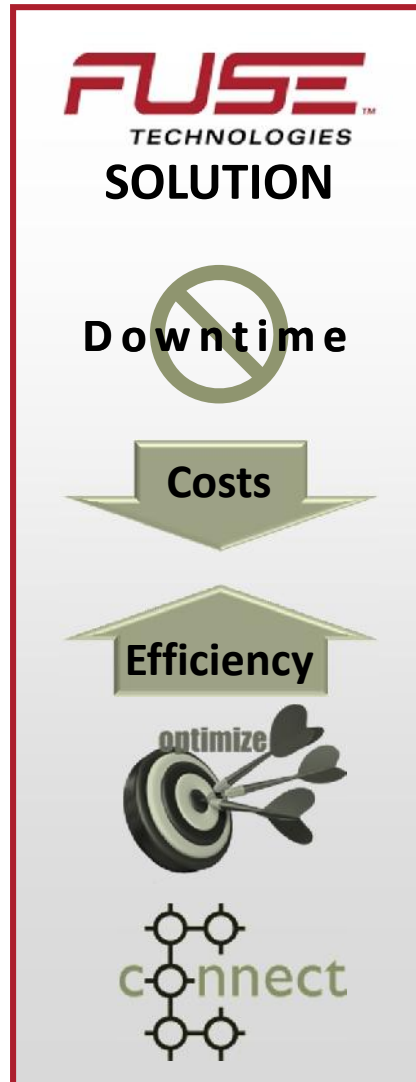 FUSE™
TECHNOLOGIES
SOLUTION
Downtime
Costs
Efficiency
optimize
connect